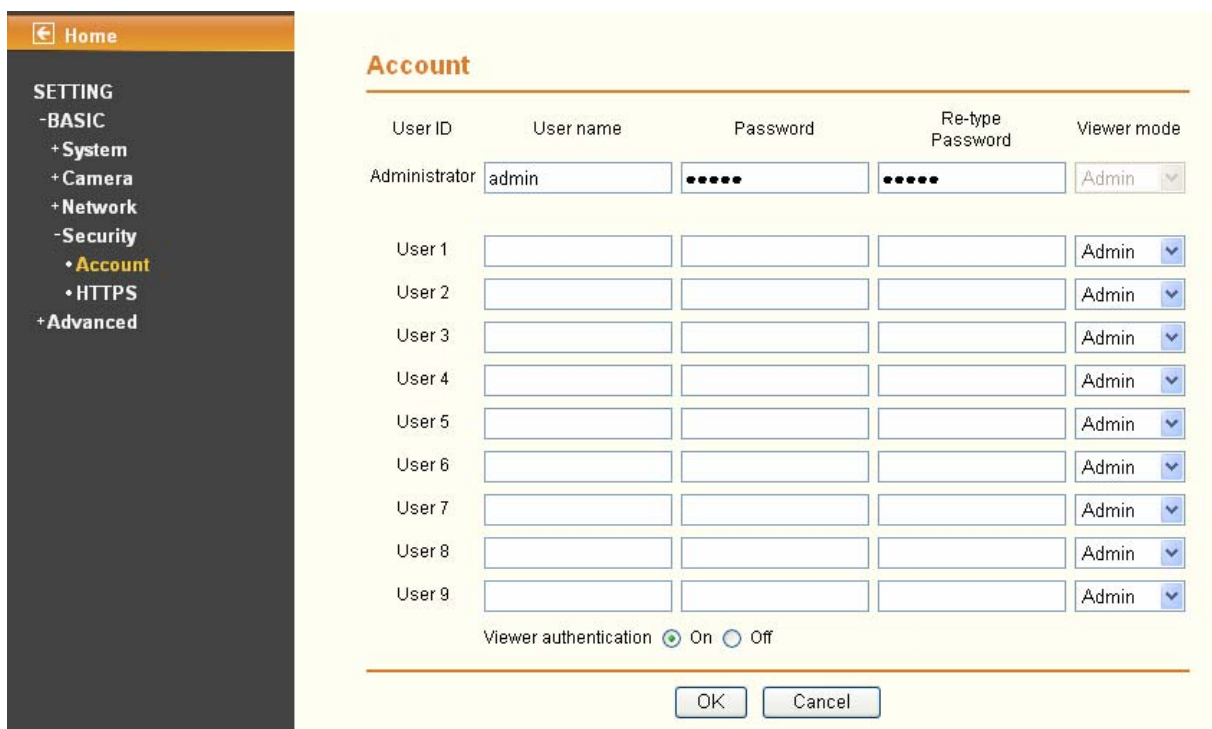 Home
SETTING
-BASIC
+System
+Camera
+Network
-Security
•Account
•HTTPS
+Advanced
Account
User ID User name Password Re-type Password Viewer mode
Administrator admin ••••• ••••• Admin
User 1 Admin
User 2 Admin
User 3 Admin
User 4 Admin
User 5 Admin
User 6 Admin
User 7 Admin
User 8 Admin
User 9 Admin
Viewer authentication On Off
OK Cancel